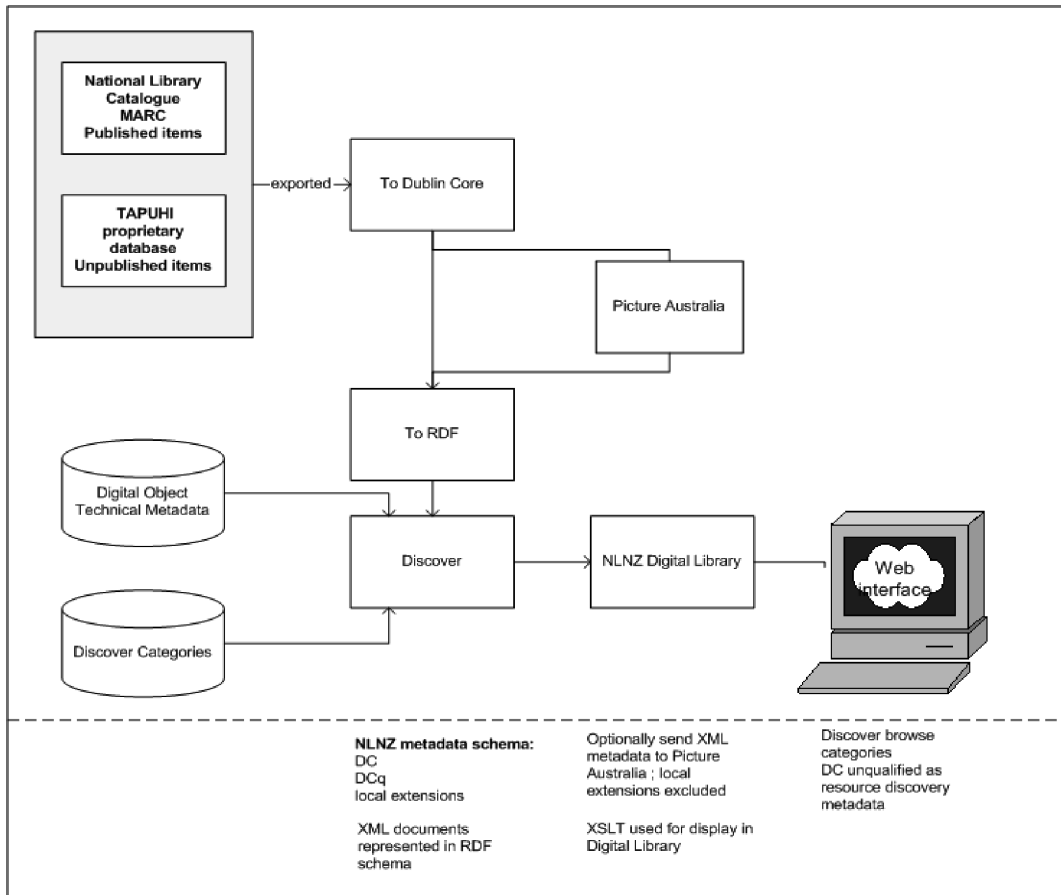 National Library
Catalogue
MARC
Published items
TAPUHI
proprietary
database
Unpublished items
exported
To Dublin Core
Picture Australia
To RDF
Digital Object
Technical Metadata
Discover
NLNZ Digital Library
Web
interface
Discover Categories
NLNZ metadata schema:
DC
DCq
local extensions
XML documents
represented in RDF
schema
Optionally send XML
metadata to Picture
Australia ; local
extensions excluded
XSLT used for display in
Digital Library
Discover browse
categories
DC unqualified as
resource discovery
metadata